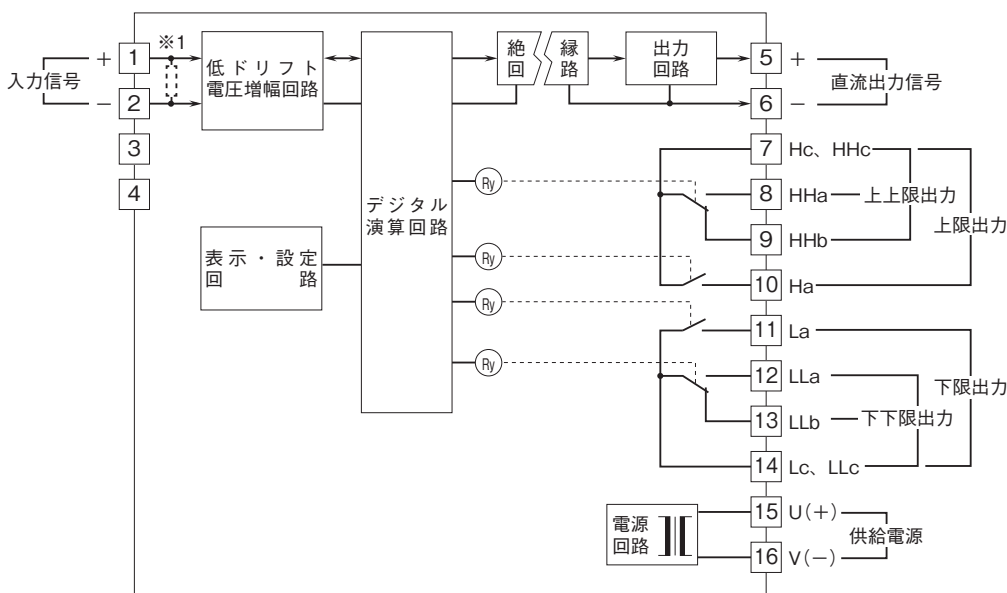 入力信号
+
−
1
2
3
4
※1
低ドリフト
電圧増幅回路
デジタル
演算回路
表示・設定
回路
絶縁
回路
出力
回路
5 +
6 −
直流出力信号
Ry
Ry
Ry
Ry
7 Hc、HHc
8 HHa
9 HHb
10 Ha
上上限出力
上限出力
11 La
12 LLa
13 LLb
14 Lc、LLc
下下限出力
下限出力
電源
回路
15 U(+)
16 V(−)
供給電源